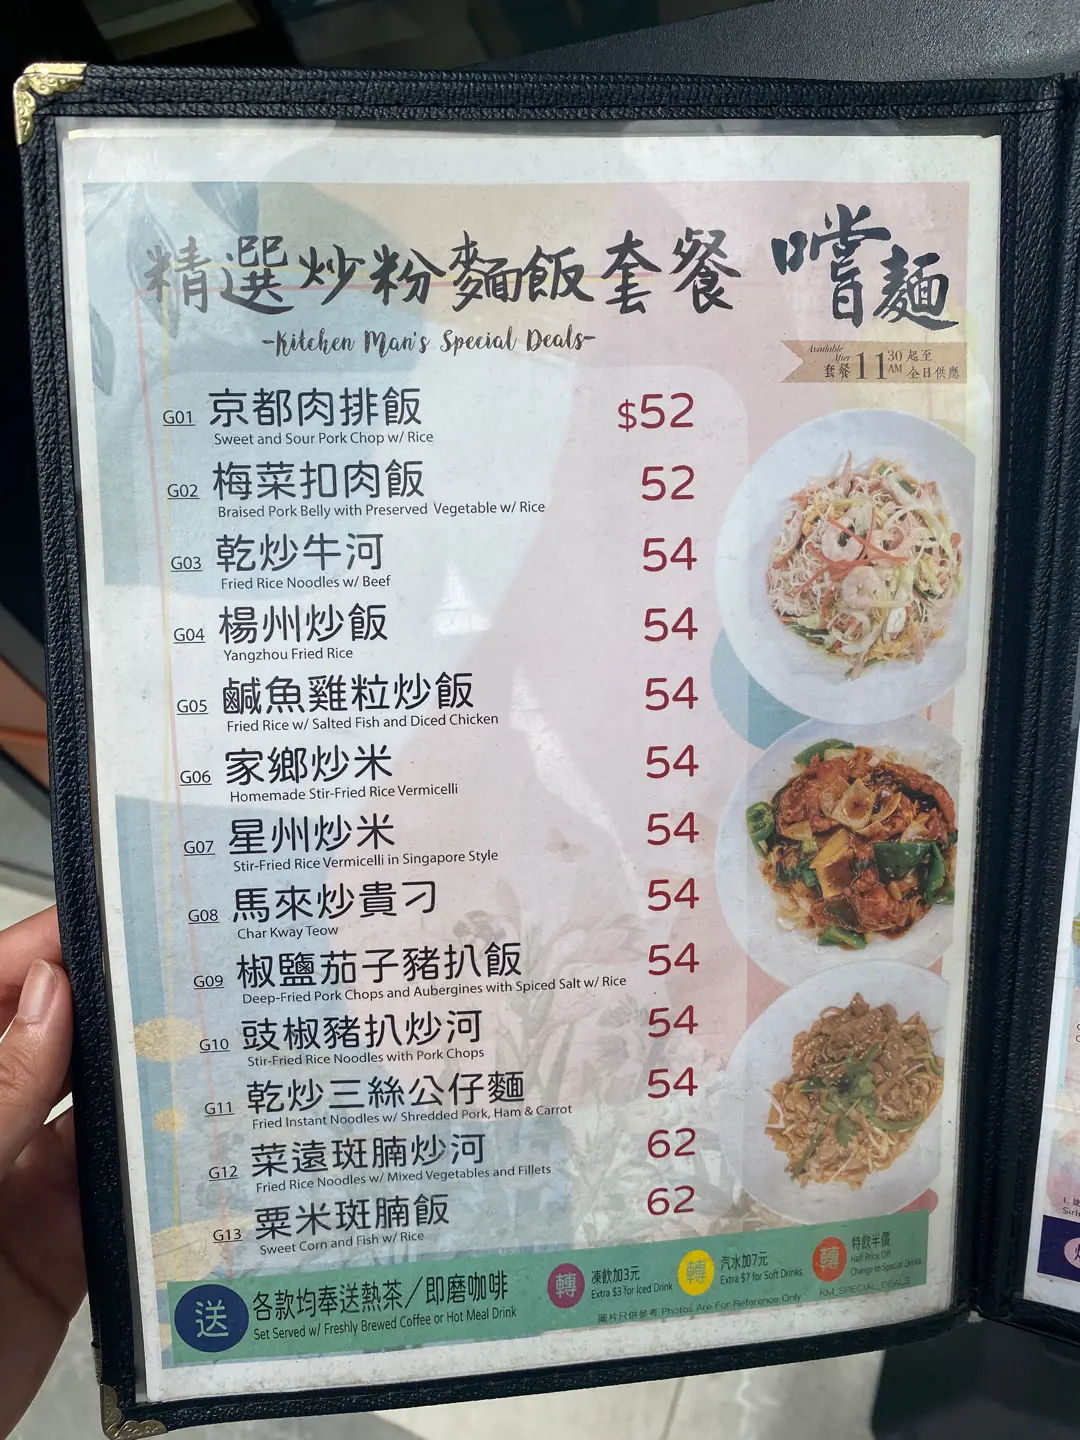 精選炒粉麵飯套餐 嚐麵
-Kitchen Man's Special Deals-
Available After
套餐 11 30 AM 起至 全日供應
G01 京都肉排飯 $52
Sweet and Sour Pork Chop w/ Rice
G02 梅菜扣肉飯 52
Braised Pork Belly with Preserved Vegetable w/ Rice
G03 乾炒牛河 54
Fried Rice Noodles w/ Beef
G04 楊州炒飯 54
Yangzhou Fried Rice
G05 鹹魚雞粒炒飯 54
Fried Rice w/ Salted Fish and Diced Chicken
G06 家鄉炒米 54
Homemade Stir-Fried Rice Vermicelli
G07 星州炒米 54
Stir-Fried Rice Vermicelli in Singapore Style
G08 馬來炒貴刁 54
Char Kway Teow
G09 椒鹽茄子豬扒飯 54
Deep-Fried Pork Chops and Aubergines with Spiced Salt w/ Rice
G10 豉椒豬扒炒河 54
Stir-Fried Rice Noodles with Pork Chops
G11 乾炒三絲公仔麵 54
Fried Instant Noodles w/ Shredded Pork, Ham & Carrot
G12 菜遠斑腩炒河 62
Fried Rice Noodles w/ Mixed Vegetables and Fillets
G13 粟米斑腩飯 62
Sweet Corn and Fish w/ Rice
送 各款均奉送熱茶／即磨咖啡
Set Served w/ Freshly Brewed Coffee or Hot Meal Drink
轉 凍飲加3元
Extra $3 for Iced Drink
轉 汽水加7元
Extra $7 for Soft Drinks
轉 特飲半價
Half Price Off
Change to Special Drinks
圖片只供參考 Photos Are For Reference Only
KM_SPECIAL_DEALS